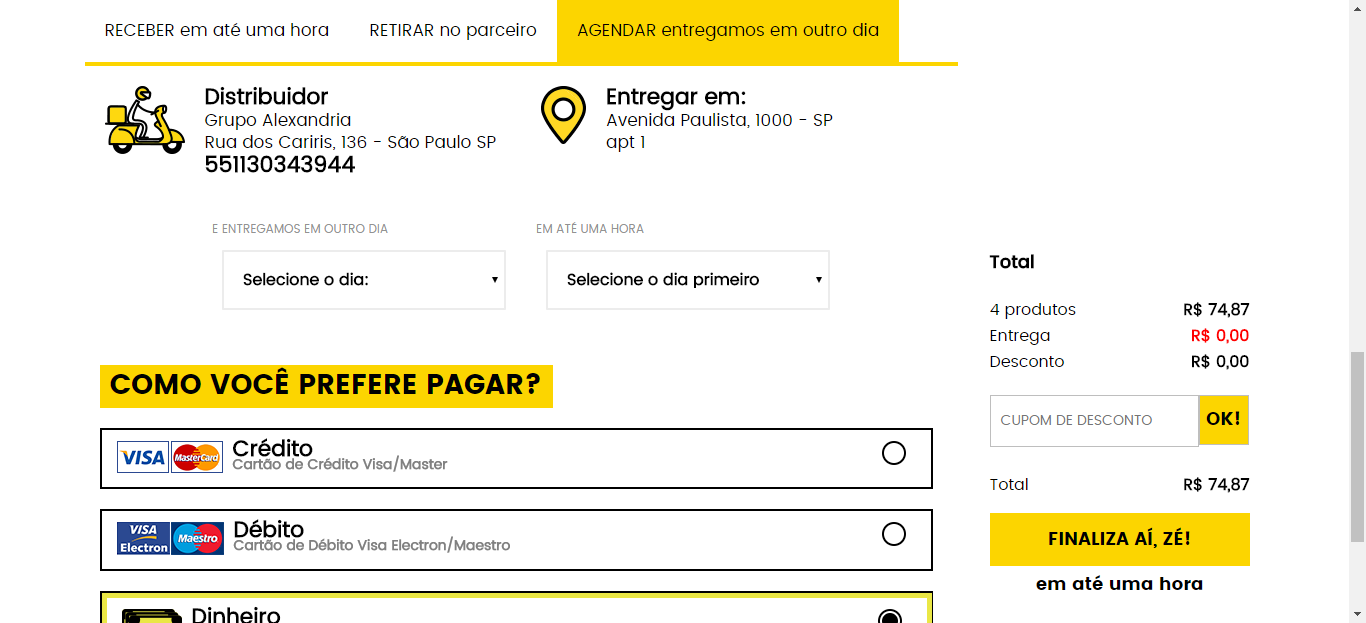 RECEBER em até uma hora
RETIRAR no parceiro
AGENDAR entregamos em outro dia
Distribuidor
Grupo Alexandria
Rua dos Cariris, 136 - São Paulo SP
551130343944
Entregar em:
Avenida Paulista, 1000 - SP
apt 1
E ENTREGAMOS EM OUTRO DIA
Selecione o dia:
EM ATÉ UMA HORA
Selecione o dia primeiro
COMO VOCÊ PREFERE PAGAR?
VISA MasterCard
Crédito
Cartão de Crédito Visa/Master
VISA Electron Maestro
Débito
Cartão de Débito Visa Electron/Maestro
Dinheiro
Total
4 produtos R$ 74,87
Entrega R$ 0,00
Desconto R$ 0,00
CUPOM DE DESCONTO OK!
Total R$ 74,87
FINALIZA AÍ, ZÉ!
em até uma hora